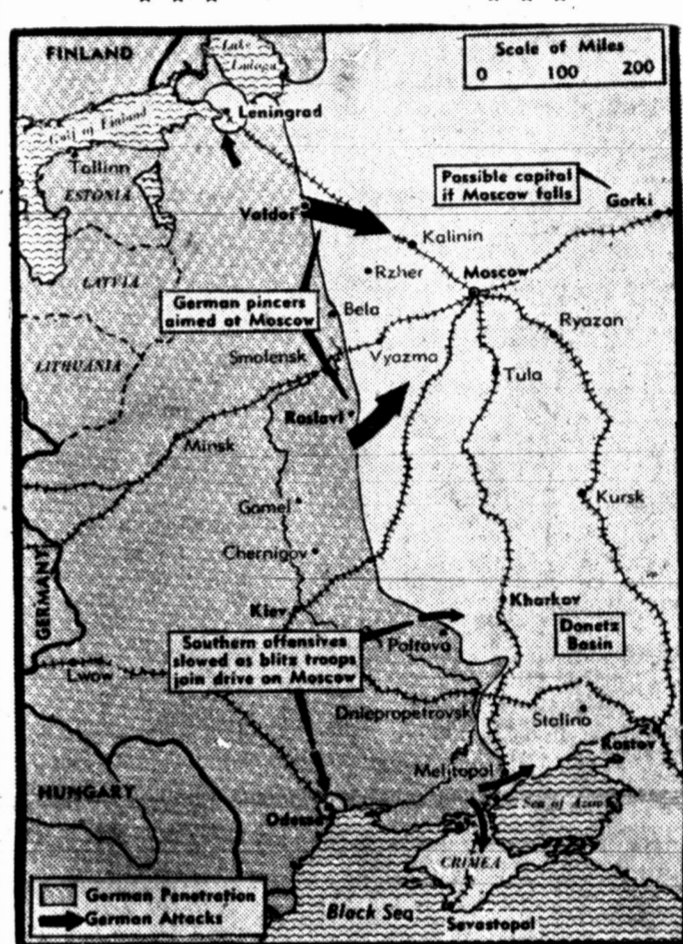 FINLAND
Lake
Ladoga
Scale of Miles
0 100 200
Leningrad
Gulf of Finland
Tallinn
ESTONIA
Possible capital
if Moscow falls
Gorki
Valdai
Kalinin
Rzher
Moscow
LATVIA
German pincers
aimed at Moscow
Bela
Ryazan
Smolensk
Vyazma
LITHUANIA
Tula
Roslavl
Minsk
Gomel
Kursk
Chernigov
GERMANY
Kiev
Kharkov
Donetz
Basin
Southern offensives
slowed as blitz troops
join drive on Moscow
Poltava
Lwow
Dniepropetrovsk
Stalino
Rostov
Melitopol
HUNGARY
Sea of Azov
Odessa
CRIMEA
German Penetration
German Attacks
Black Sea
Sevastopol